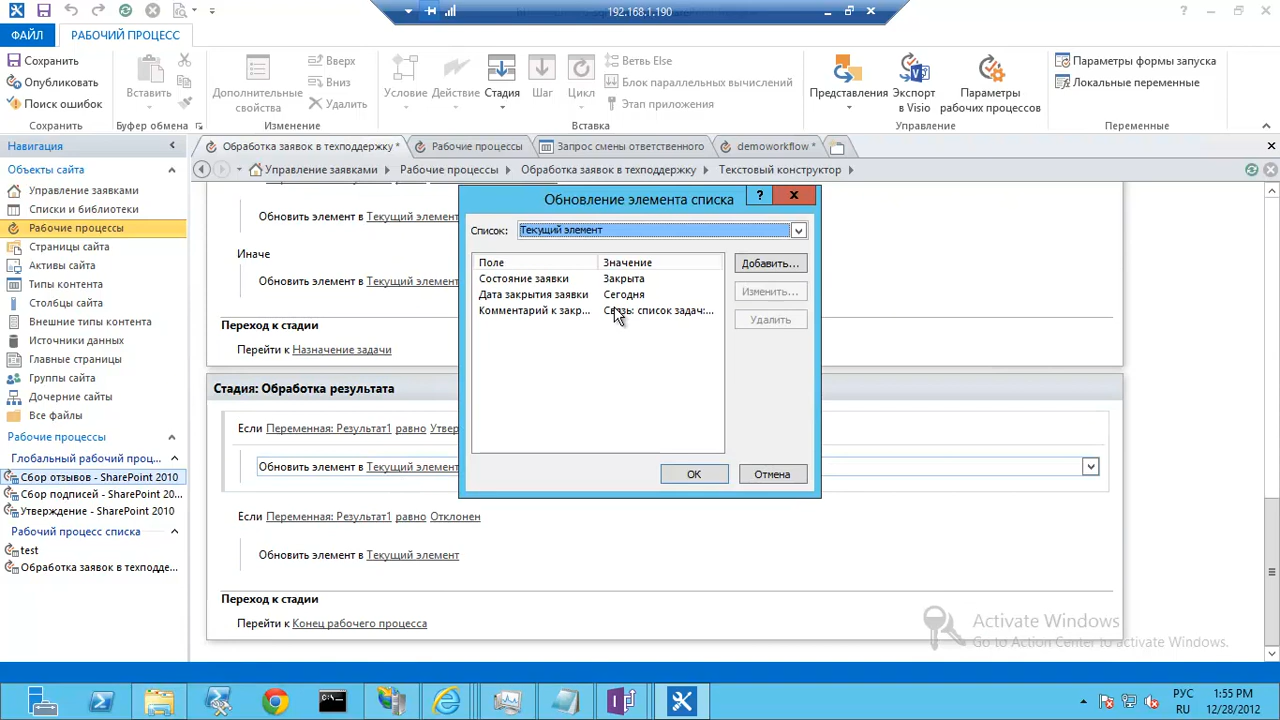 192.168.1.190
ФАЙЛ
РАБОЧИЙ ПРОЦЕСС
Сохранить
Опубликовать
Поиск ошибок
Сохранить
Вставить
Буфер обмена
Дополнительные свойства
Вверх
Вниз
Удалить
Изменение
Условие
Действие
Стадия
Шаг
Цикл
Ветвь Else
Блок параллельных вычислений
Этап приложения
Вставка
Представления
Экспорт в Visio
Параметры рабочих процессов
Управление
Параметры формы запуска
Локальные переменные
Переменные
Навигация
Обработка заявок в техподдержку *
Рабочие процессы
Запрос смены ответственного
demoworkflow *
Управление заявками
Рабочие процессы
Обработка заявок в техподдержку
Текстовый конструктор
Объекты сайта
Управление заявками
Списки и библиотеки
Рабочие процессы
Страницы сайта
Активы сайта
Типы контента
Столбцы сайта
Внешние типы контента
Источники данных
Главные страницы
Группы сайта
Дочерние сайты
Все файлы
Рабочие процессы
Глобальный рабочий проц...
Сбор отзывов - SharePoint 2010
Сбор подписей - SharePoint 20...
Утверждение - SharePoint 2010
Рабочий процесс списка
test
Обработка заявок в техподде...
Обновить элемент в Текущий элемент
Иначе
Обновить элемент в Текущий элемент
Переход к стадии
Перейти к Назначение задачи
Стадия: Обработка результата
Если Переменная: Результат1 равно Утвер
Обновить элемент в Текущий элемент
Если Переменная: Результат1 равно Отклонен
Обновить элемент в Текущий элемент
Переход к стадии
Перейти к Конец рабочего процесса
Обновление элемента списка
?
Список: Текущий элемент
Поле Значение
Состояние заявки Закрыта
Дата закрытия заявки Сегодня
Комментарий к закр... Связь: список задач:...
Добавить...
Изменить...
Удалить
OK
Отмена
Activate Windows
Go to Action Center to activate Windows.
РУС
RU
1:55 PM
12/28/2012